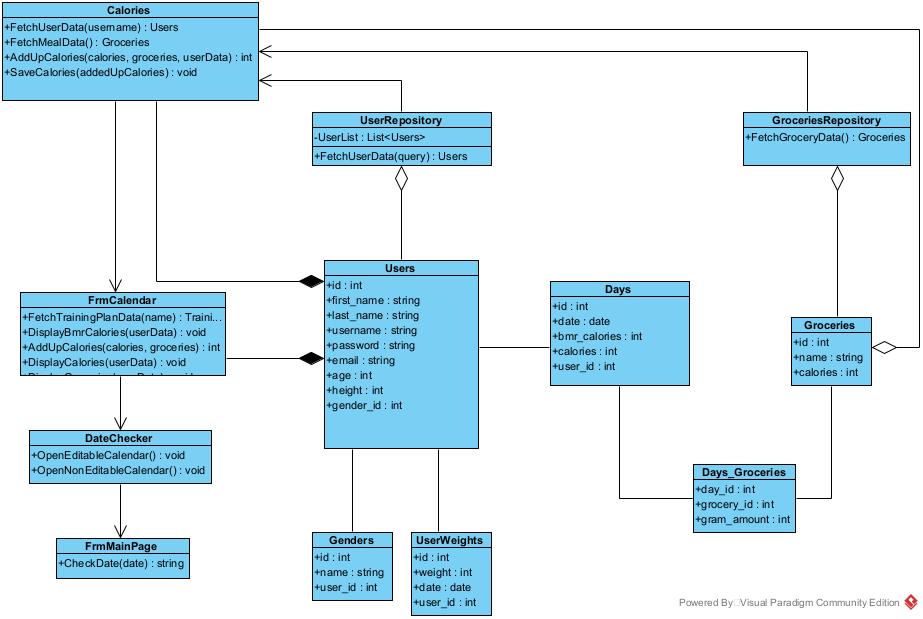 Calories
+FetchUserData(username) : Users
+FetchMealData() : Groceries
+AddUpCalories(calories, groceries, userData) : int
+SaveCalories(addedUpCalories) : void
UserRepository
-UserList : List<Users>
+FetchUserData(query) : Users
GroceriesRepository
+FetchGroceryData() : Groceries
Users
+id : int
+first_name : string
+last_name : string
+username : string
+password : string
+email : string
+age : int
+height : int
+gender_id : int
Days
+id : int
+date : date
+bmr_calories : int
+calories : int
+user_id : int
Groceries
+id : int
+name : string
+calories : int
FrmCalendar
+FetchTrainingPlanData(name) : Traini...
+DisplayBmrCalories(userData) : void
+AddUpCalories(calories, groceries) : int
+DisplayCalories(userData) : void
DateChecker
+OpenEditableCalendar() : void
+OpenNonEditableCalendar() : void
Days_Groceries
+day_id : int
+grocery_id : int
+gram_amount : int
FrmMainPage
+CheckDate(date) : string
Genders
+id : int
+name : string
+user_id : int
UserWeights
+id : int
+weight : int
+date : date
+user_id : int
Powered By Visual Paradigm Community Edition